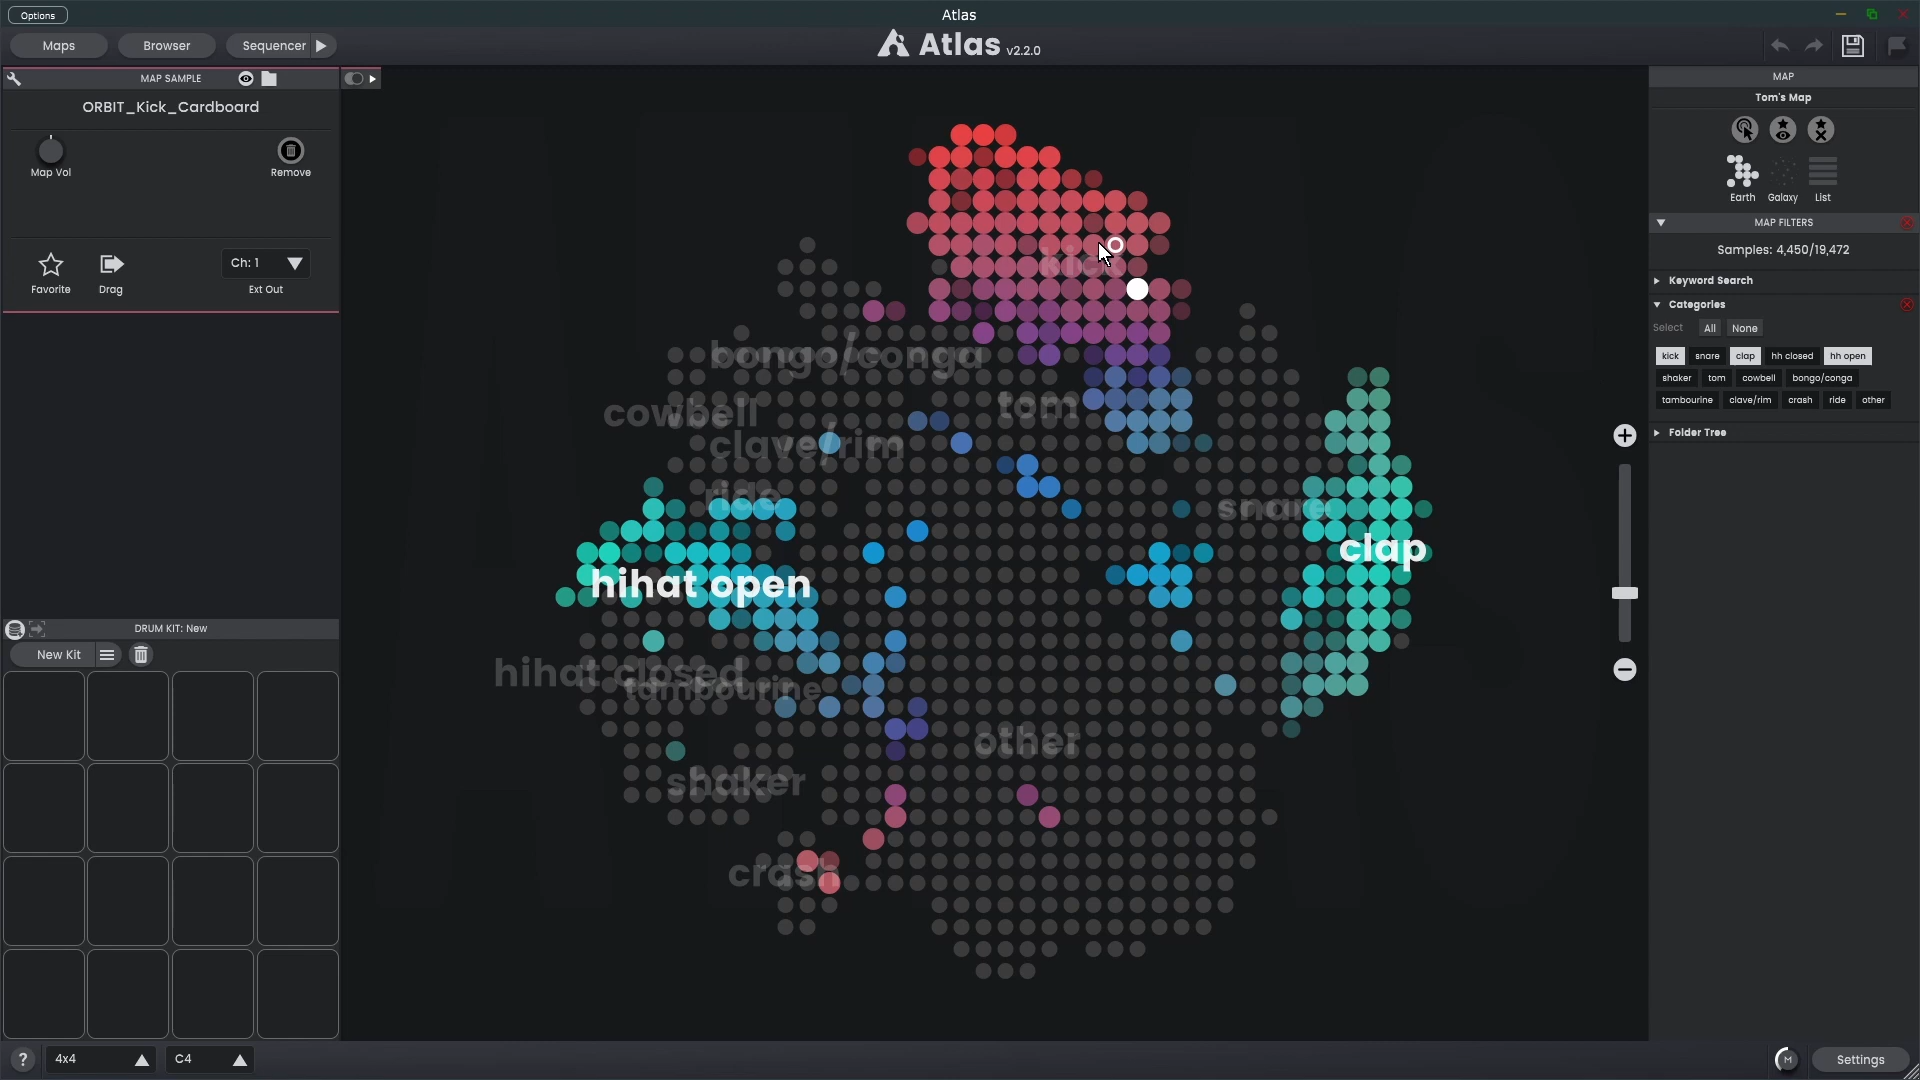 Options
Atlas
Maps
Browser
Sequencer
Atlas v2.2.0
MAP SAMPLE
ORBIT_Kick_Cardboard
Map Vol
Remove
Favorite
Drag
Ch: 1
Ext Out
DRUM KIT: New
New Kit
4x4
C4
kick
bongo/conga
cowbell
tom
clave/rim
ride
snare
clap
hihat open
hihat closed
tambourine
other
shaker
crash
MAP
Tom's Map
Earth
Galaxy
List
MAP FILTERS
Samples: 4,450/19,472
Keyword Search
Categories
Select All None
kick snare clap hh closed hh open
shaker tom cowbell bongo/conga
tambourine clave/rim crash ride other
Folder Tree
M
Settings